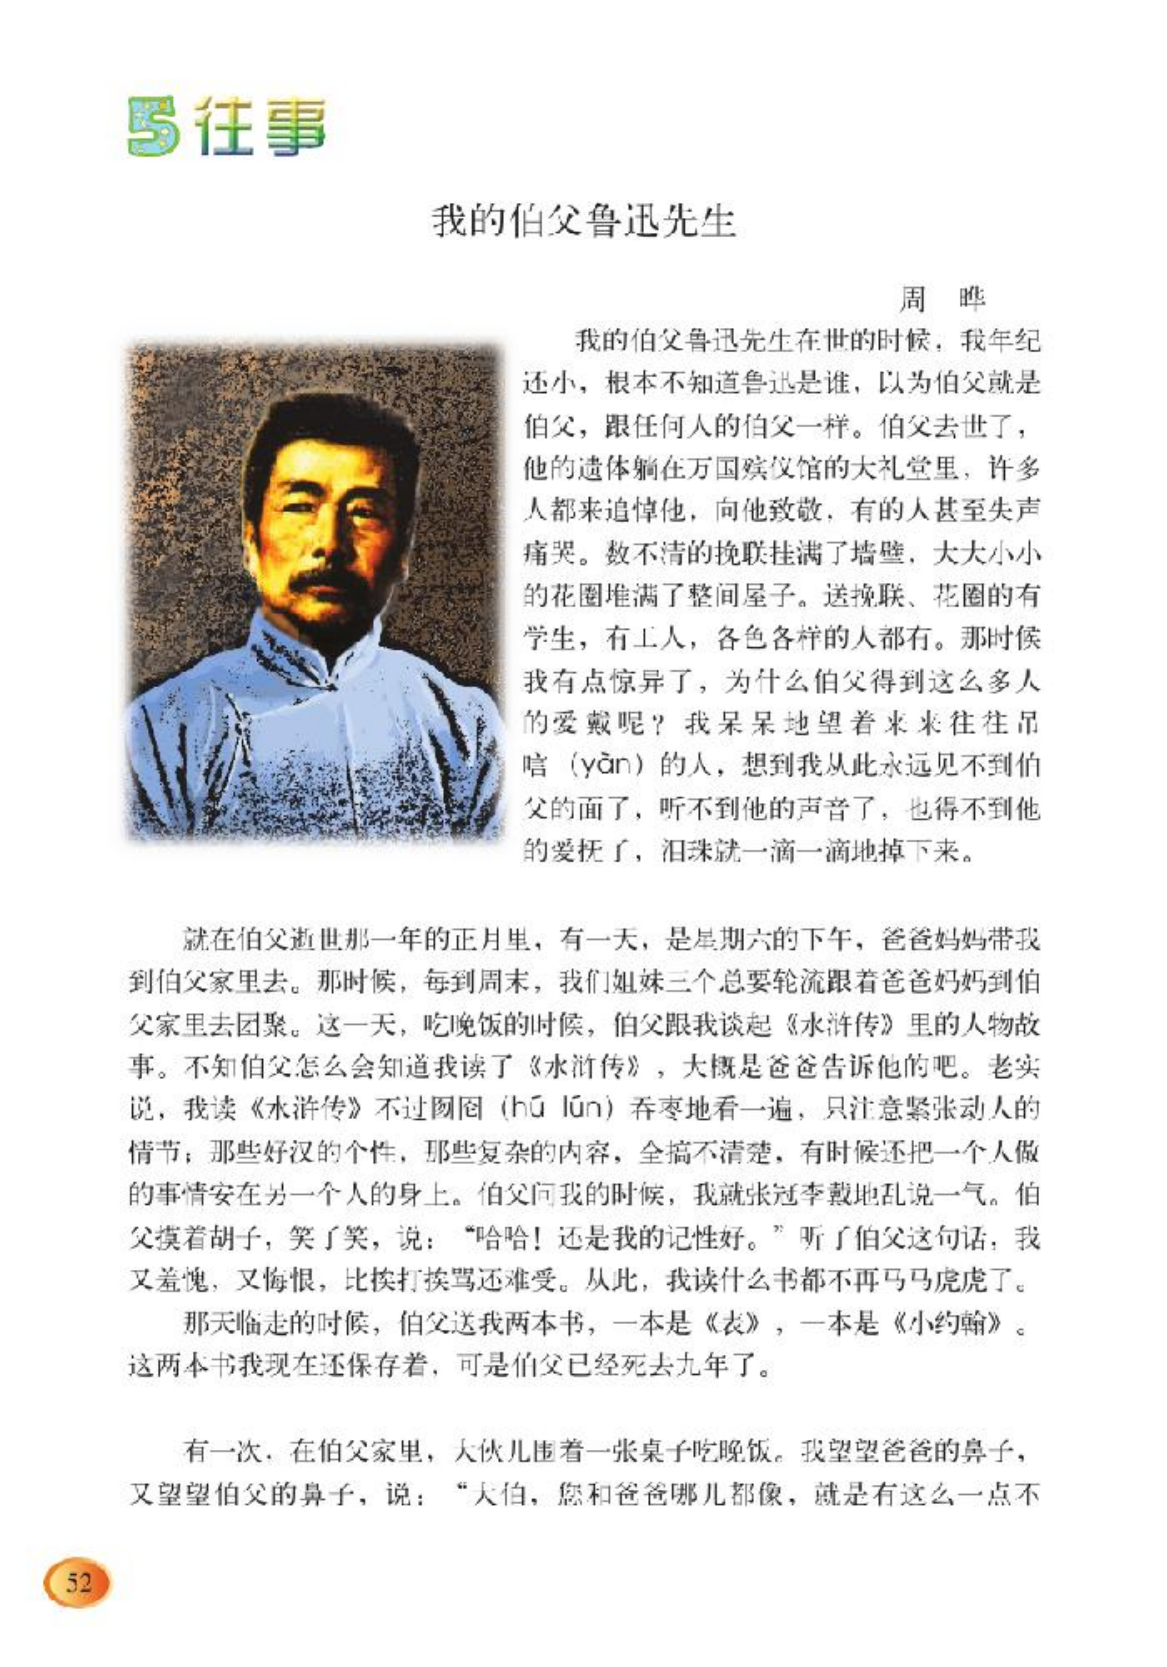 5 往事
我的伯父鲁迅先生
周 晔
我的伯父鲁迅先生在世的时候，我年纪
还小，根本不知道鲁迅是谁，以为伯父就是
伯父，跟任何人的伯父一样。伯父去世了，
他的遗体躺在万国殡仪馆的大礼堂里，许多
人都来追悼他，向他致敬，有的人甚至失声
痛哭。数不清的挽联挂满了墙壁，大大小小
的花圈堆满了整间屋子。送挽联、花圈的有
学生，有工人，各色各样的人都有。那时候
我有点惊异了，为什么伯父得到这么多人
的爱戴呢？我呆呆地望着来来往往吊
唁（yàn）的人，想到我从此永远见不到伯
父的面了，听不到他的声音了，也得不到他
的爱抚了，泪珠就一滴一滴地掉下来。
就在伯父逝世那一年的正月里，有一天，是星期六的下午，爸爸妈妈带我
到伯父家里去。那时候，每到周末，我们姐妹三个总要轮流跟着爸爸妈妈到伯
父家里去团聚。这一天，吃晚饭的时候，伯父跟我谈起《水浒传》里的人物故
事。不知伯父怎么会知道我读了《水浒传》，大概是爸爸告诉他的吧。老实
说，我读《水浒传》不过囫囵（hú lún）吞枣地看一遍，只注意紧张动人的
情节；那些好汉的个性，那些复杂的内容，全搞不清楚，有时候还把一个人做
的事情安在另一个人的身上。伯父问我的时候，我就张冠李戴地乱说一气。伯
父摸着胡子，笑了笑，说：“哈哈！还是我的记性好。”听了伯父这句话，我
又羞愧，又悔恨，比挨打挨骂还难受。从此，我读什么书都不再马马虎虎了。
那天临走的时候，伯父送我两本书，一本是《表》，一本是《小约翰》。
这两本书我现在还保存着，可是伯父已经死去九年了。
有一次，在伯父家里，大伙儿围着一张桌子吃晚饭。我望望爸爸的鼻子，
又望望伯父的鼻子，说：“大伯，您和爸爸哪儿都像，就是有这么一点不
52